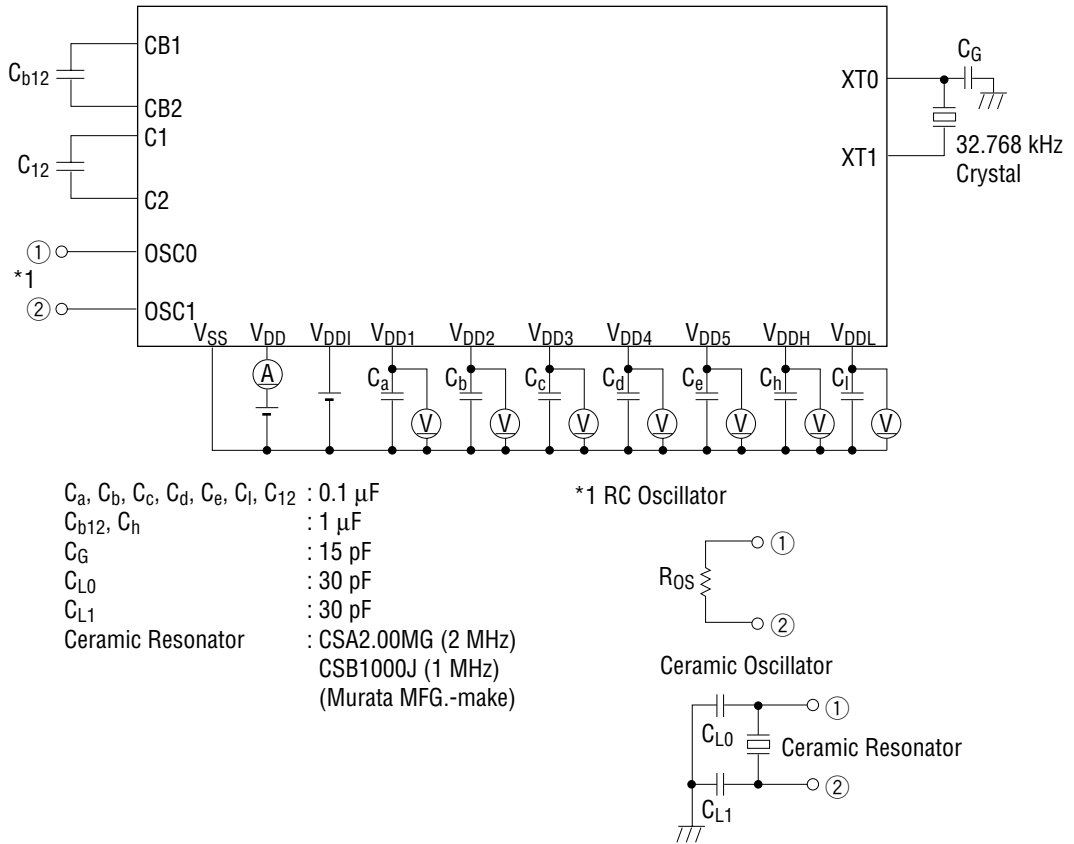 CB1
C_b12
CB2
C1
C_12
C2
① OSC0
*1
② OSC1
XT0
C_G
XT1
32.768 kHz
Crystal
V_SS V_DD V_DDI V_DD1 V_DD2 V_DD3 V_DD4 V_DD5 V_DDH V_DDL
A C_a V C_b V C_c V C_d V C_e V C_h V C_l V
C_a, C_b, C_c, C_d, C_e, C_l, C_12 : 0.1 μF
C_b12, C_h : 1 μF
C_G : 15 pF
C_L0 : 30 pF
C_L1 : 30 pF
Ceramic Resonator : CSA2.00MG (2 MHz)
CSB1000J (1 MHz)
(Murata MFG.-make)
*1 RC Oscillator
①
R_OS
②
Ceramic Oscillator
①
C_L0
Ceramic Resonator
②
C_L1